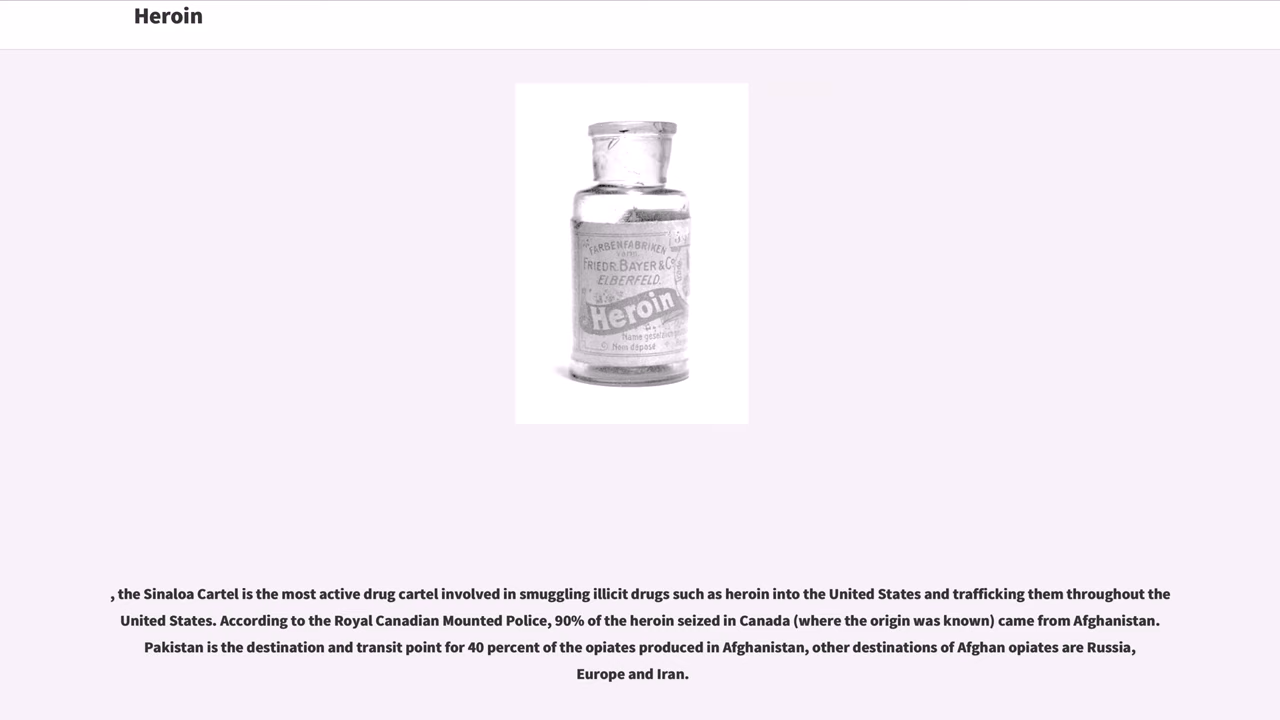 Heroin
FARBENFABRIKEN
vorm.
FRIEDR. BAYER & Co.
ELBERFELD.
Heroin
Name
Nom déposé
, the Sinaloa Cartel is the most active drug cartel involved in smuggling illicit drugs such as heroin into the United States and trafficking them throughout the
United States. According to the Royal Canadian Mounted Police, 90% of the heroin seized in Canada (where the origin was known) came from Afghanistan.
Pakistan is the destination and transit point for 40 percent of the opiates produced in Afghanistan, other destinations of Afghan opiates are Russia,
Europe and Iran.